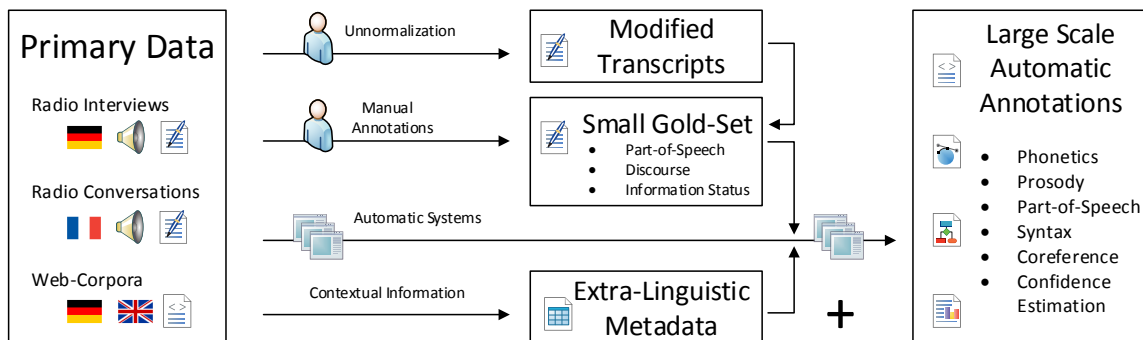 Primary Data
Radio Interviews
Radio Conversations
Web-Corpora
Unnormalization
Manual
Annotations
Automatic Systems
Contextual Information
Modified
Transcripts
Small Gold-Set
• Part-of-Speech
• Discourse
• Information Status
Extra-Linguistic
Metadata
+
Large Scale
Automatic
Annotations
<>
• Phonetics
• Prosody
• Part-of-Speech
• Syntax
• Coreference
• Confidence
Estimation